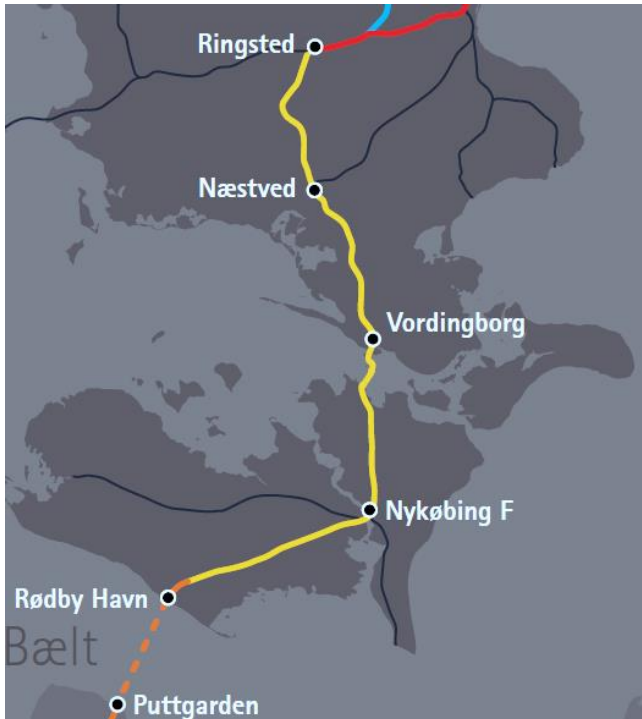 Ringsted
Næstved
Vordingborg
Nykøbing F
Rødby Havn
Bælt
Puttgarden